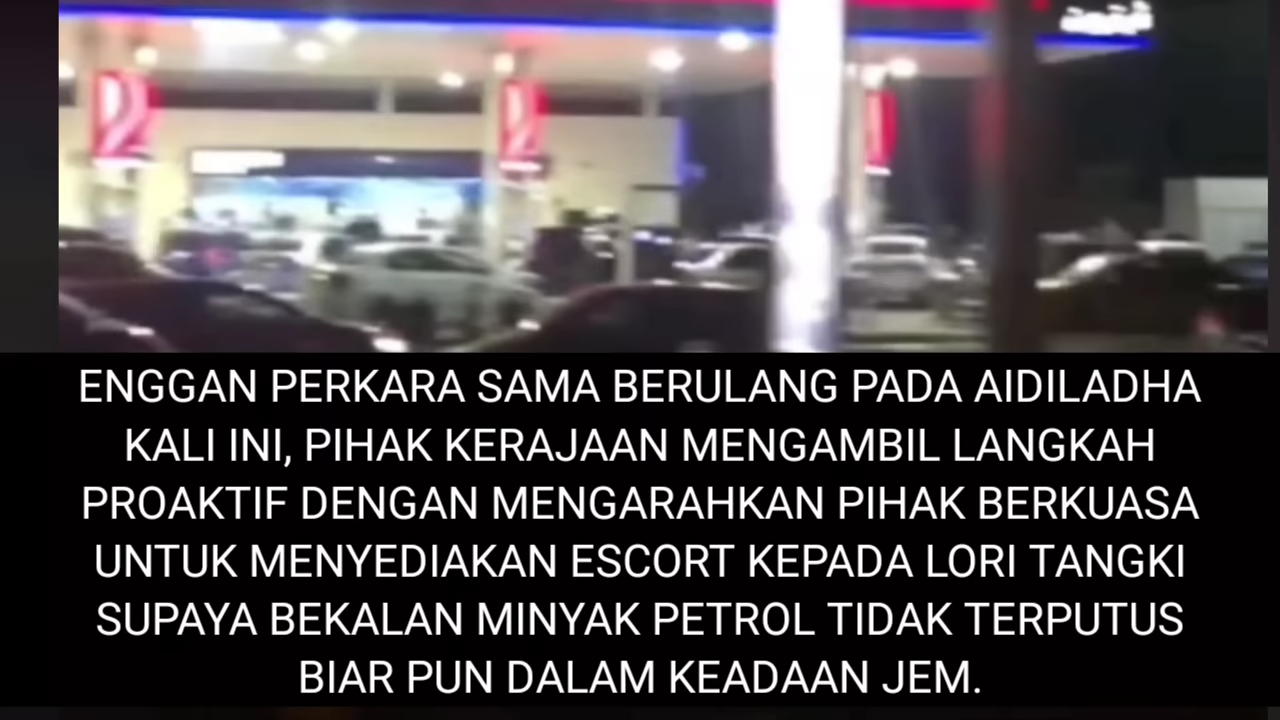 ENGGAN PERKARA SAMA BERULANG PADA AIDILADHA
KALI INI, PIHAK KERAJAAN MENGAMBIL LANGKAH
PROAKTIF DENGAN MENGARAHKAN PIHAK BERKUASA
UNTUK MENYEDIAKAN ESCORT KEPADA LORI TANGKI
SUPAYA BEKALAN MINYAK PETROL TIDAK TERPUTUS
BIAR PUN DALAM KEADAAN JEM.